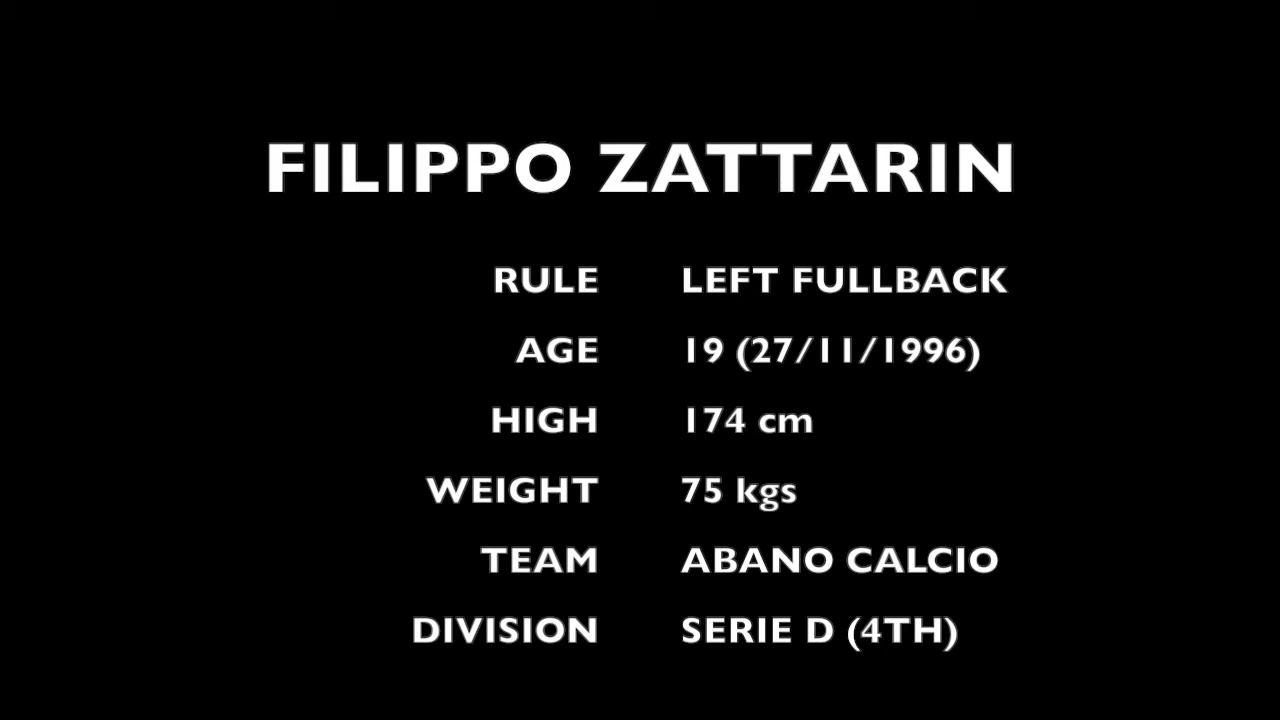 FILIPPO ZATTARIN
RULE LEFT FULLBACK
AGE 19 (27/11/1996)
HIGH 174 cm
WEIGHT 75 kgs
TEAM ABANO CALCIO
DIVISION SERIE D (4TH)